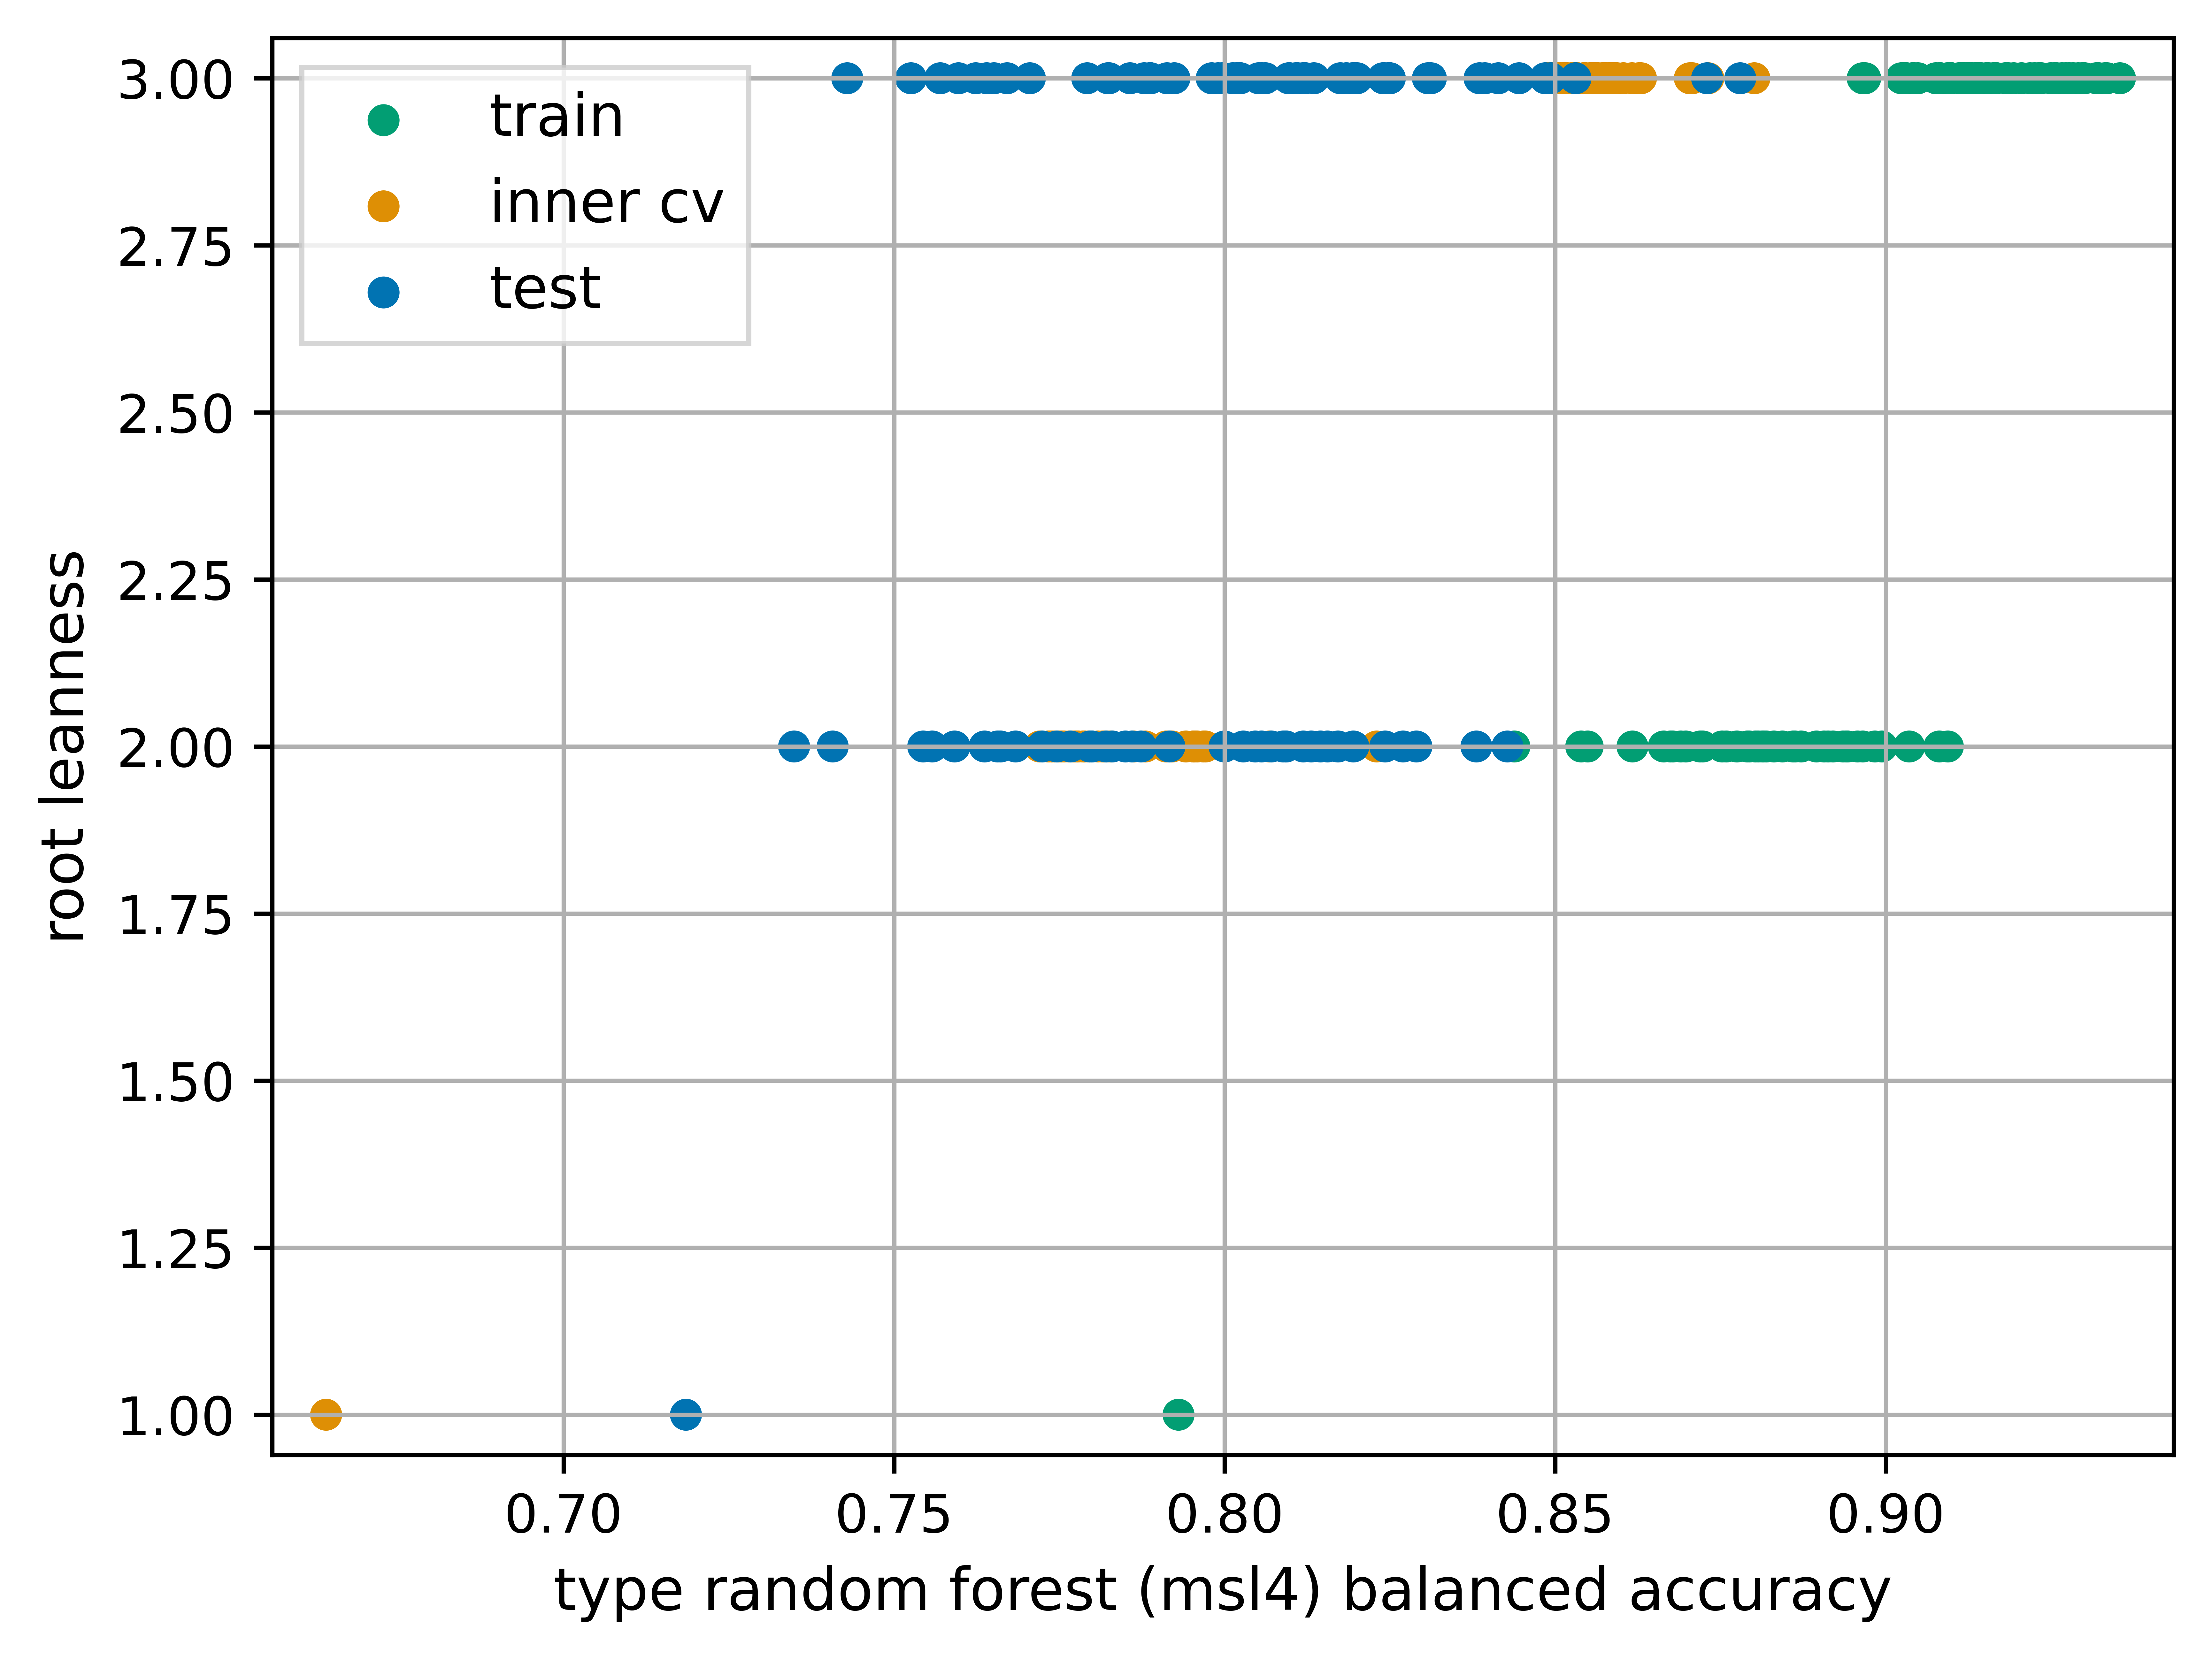 3.00
2.75
2.50
2.25
2.00
1.75
1.50
1.25
1.00
root leanness
train
inner cv
test
0.70 0.75 0.80 0.85 0.90
type random forest (msl4) balanced accuracy